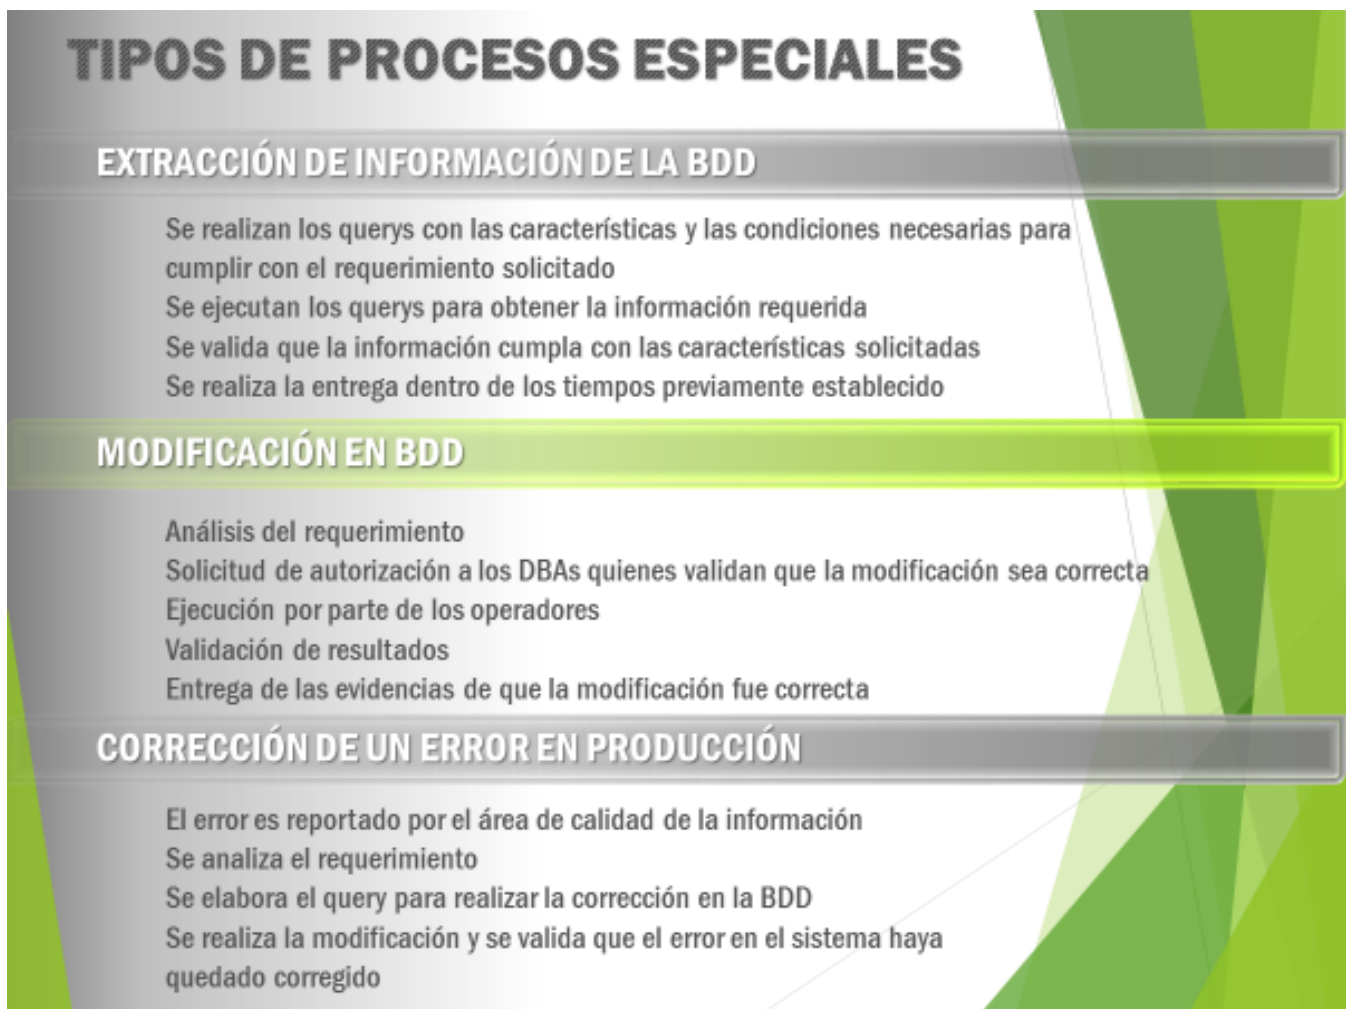 TIPOS DE PROCESOS ESPECIALES
EXTRACCIÓN DE INFORMACIÓN DE LA BDD
Se realizan los querys con las características y las condiciones necesarias para
cumplir con el requerimiento solicitado
Se ejecutan los querys para obtener la información requerida
Se valida que la información cumpla con las características solicitadas
Se realiza la entrega dentro de los tiempos previamente establecido
MODIFICACIÓN EN BDD
Análisis del requerimiento
Solicitud de autorización a los DBAs quienes validan que la modificación sea correcta
Ejecución por parte de los operadores
Validación de resultados
Entrega de las evidencias de que la modificación fue correcta
CORRECCIÓN DE UN ERROR EN PRODUCCIÓN
El error es reportado por el área de calidad de la información
Se analiza el requerimiento
Se elabora el query para realizar la corrección en la BDD
Se realiza la modificación y se valida que el error en el sistema haya
quedado corregido